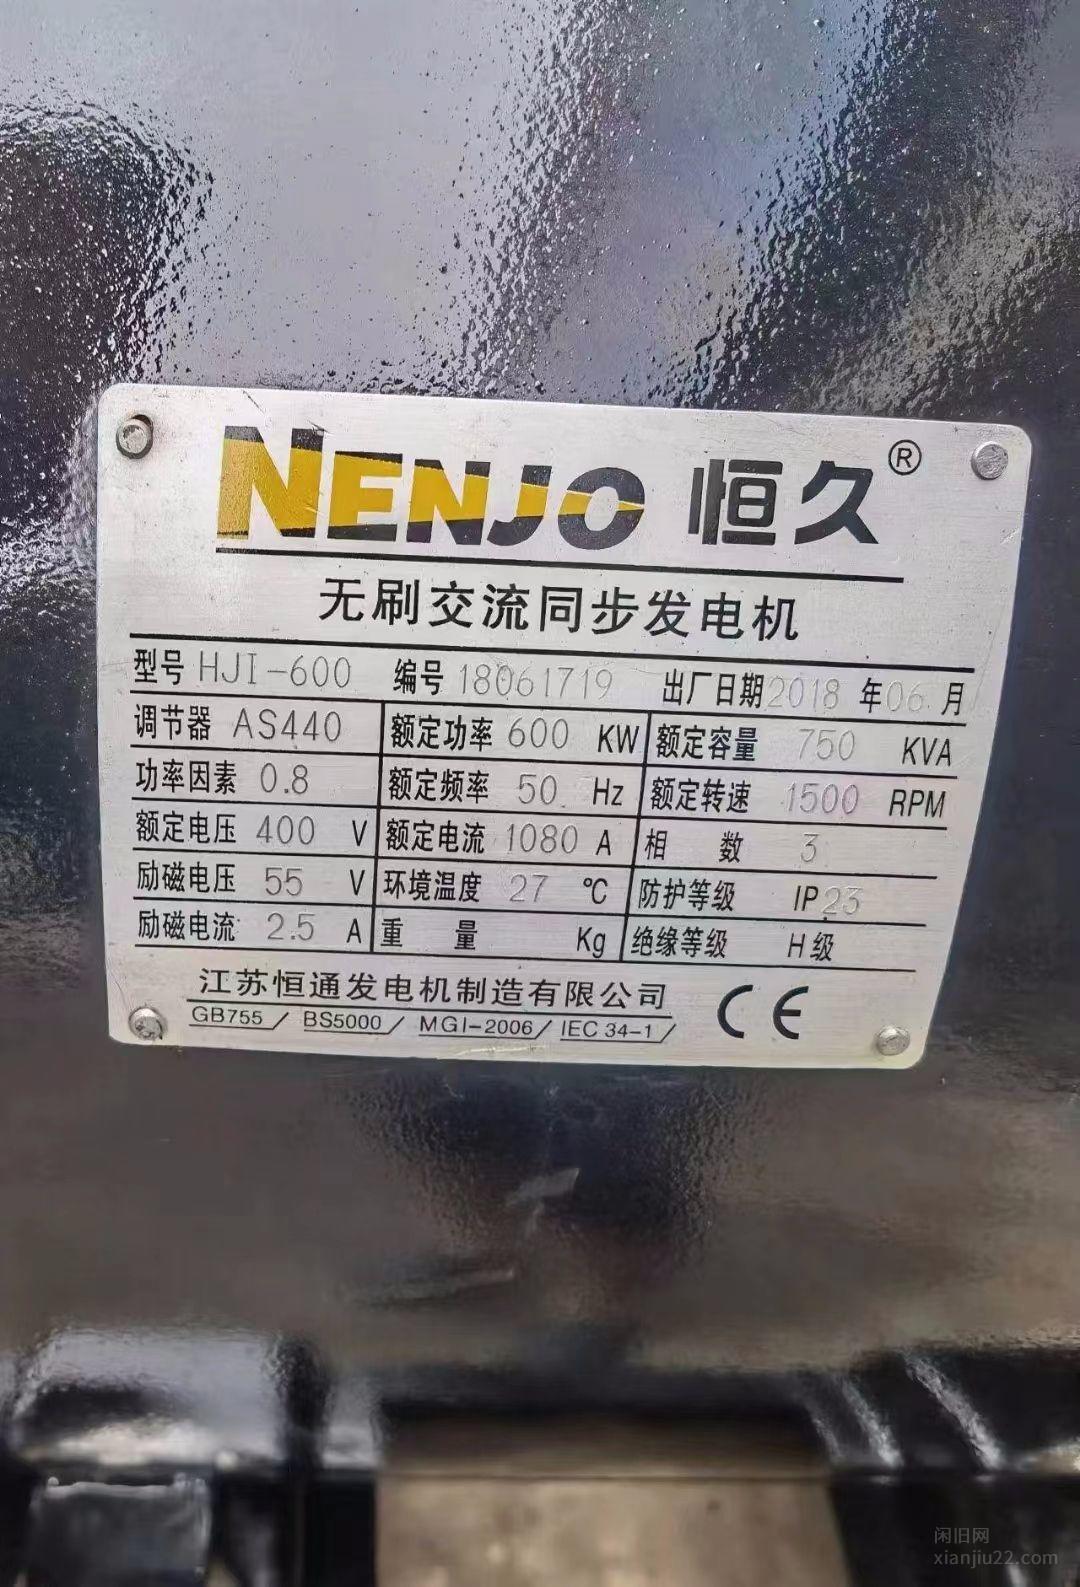 NENJO 恒久®
无刷交流同步发电机
型号 HJI-600 编号 18061719 出厂日期 2018 年 06 月
调节器 AS440 额定功率 600 KW 额定容量 750 KVA
功率因素 0.8 额定频率 50 Hz 额定转速 1500 RPM
额定电压 400 V 额定电流 1080 A 相数 3
励磁电压 55 V 环境温度 27 ℃ 防护等级 IP 23
励磁电流 2.5 A 重量 Kg 绝缘等级 H级
江苏恒通发电机制造有限公司
GB755/ BS5000/ MGI-2006/ IEC 34-1/ CE
闲旧网
xianjiu22.com